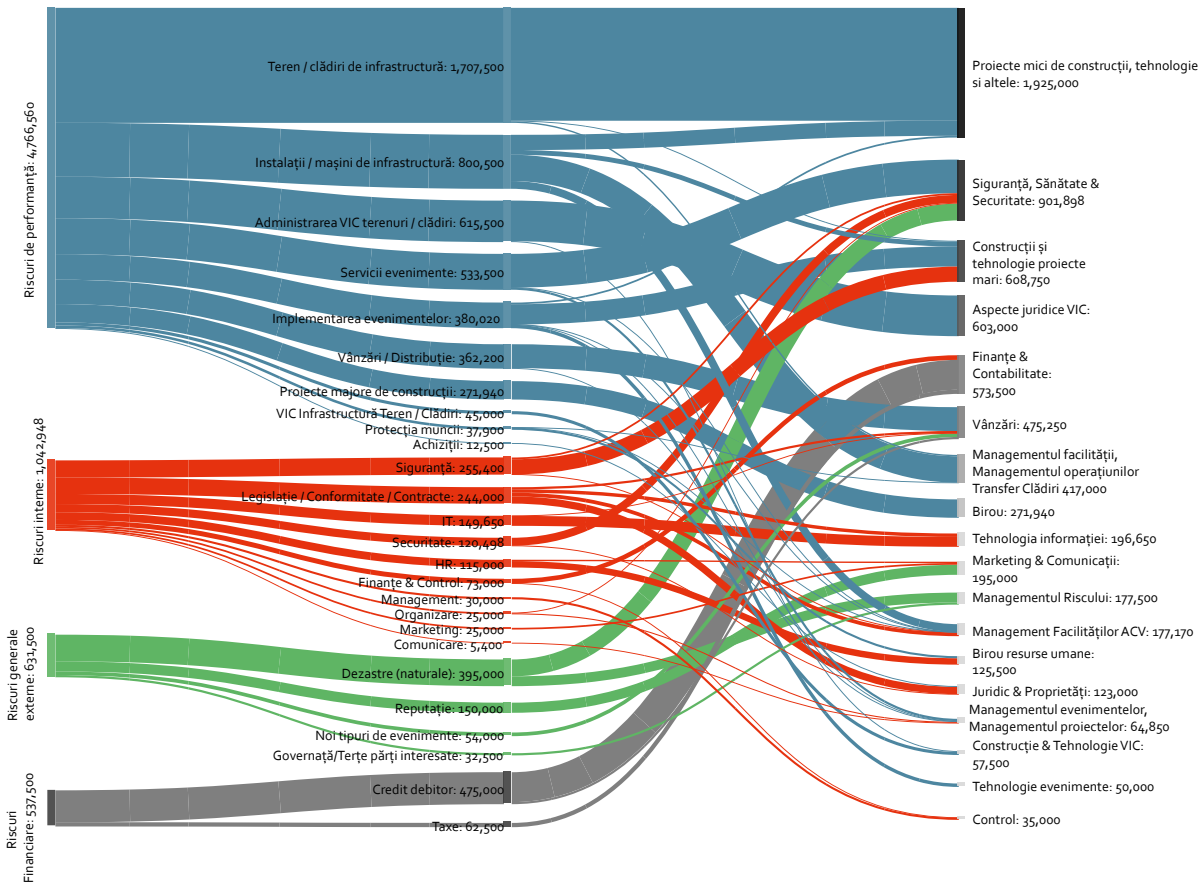 Riscuri de performanță: 4,766,560
Riscuri interne: 1,042,948
Riscuri generale
externe: 631,500
Riscuri
Financiare: 537,500
Teren / clădiri de infrastructură: 1,707,500
Instalații / mașini de infrastructură: 800,500
Administrarea VIC terenuri / clădiri: 615,500
Servicii evenimente: 533,500
Implementarea evenimentelor: 380,020
Vânzări / Distribuție: 362,200
Proiecte majore de construcții: 271,940
VIC Infrastructură Teren / Clădiri: 45,000
Protecția muncii: 37,900
Achiziții: 12,500
Siguranță: 255,400
Legislație / Conformitate / Contracte: 244,000
IT: 149,650
Securitate: 120,498
HR: 115,000
Finanțe & Control: 73,000
Management: 30,000
Organizare: 25,000
Marketing: 25,000
Comunicare: 5,400
Dezastre (naturale): 395,000
Reputație: 150,000
Noi tipuri de evenimente: 54,000
Governață/Terțe părți interesate: 32,500
Credit debitor: 475,000
Taxe: 62,500
Proiecte mici de construcții, tehnologie
si altele: 1,925,000
Siguranță, Sănătate &
Securitate: 901,898
Construcții și
tehnologie proiecte
mari: 608,750
Aspecte juridice VIC:
603,000
Finanțe &
Contabilitate:
573,500
Vânzări: 475,250
Managementul facilității,
Managementul operațiunilor
Transfer Clădiri 417,000
Birou: 271,940
Tehnologia informației: 196,650
Marketing & Comunicații:
195,000
Managementul Riscului: 177,500
Management Facilităților ACV: 177,170
Birou resurse umane:
125,500
Juridic & Proprietăți: 123,000
Managementul evenimentelor,
Managementul proiectelor: 64,850
Construcție & Tehnologie VIC:
57,500
Tehnologie evenimente: 50,000
Control: 35,000